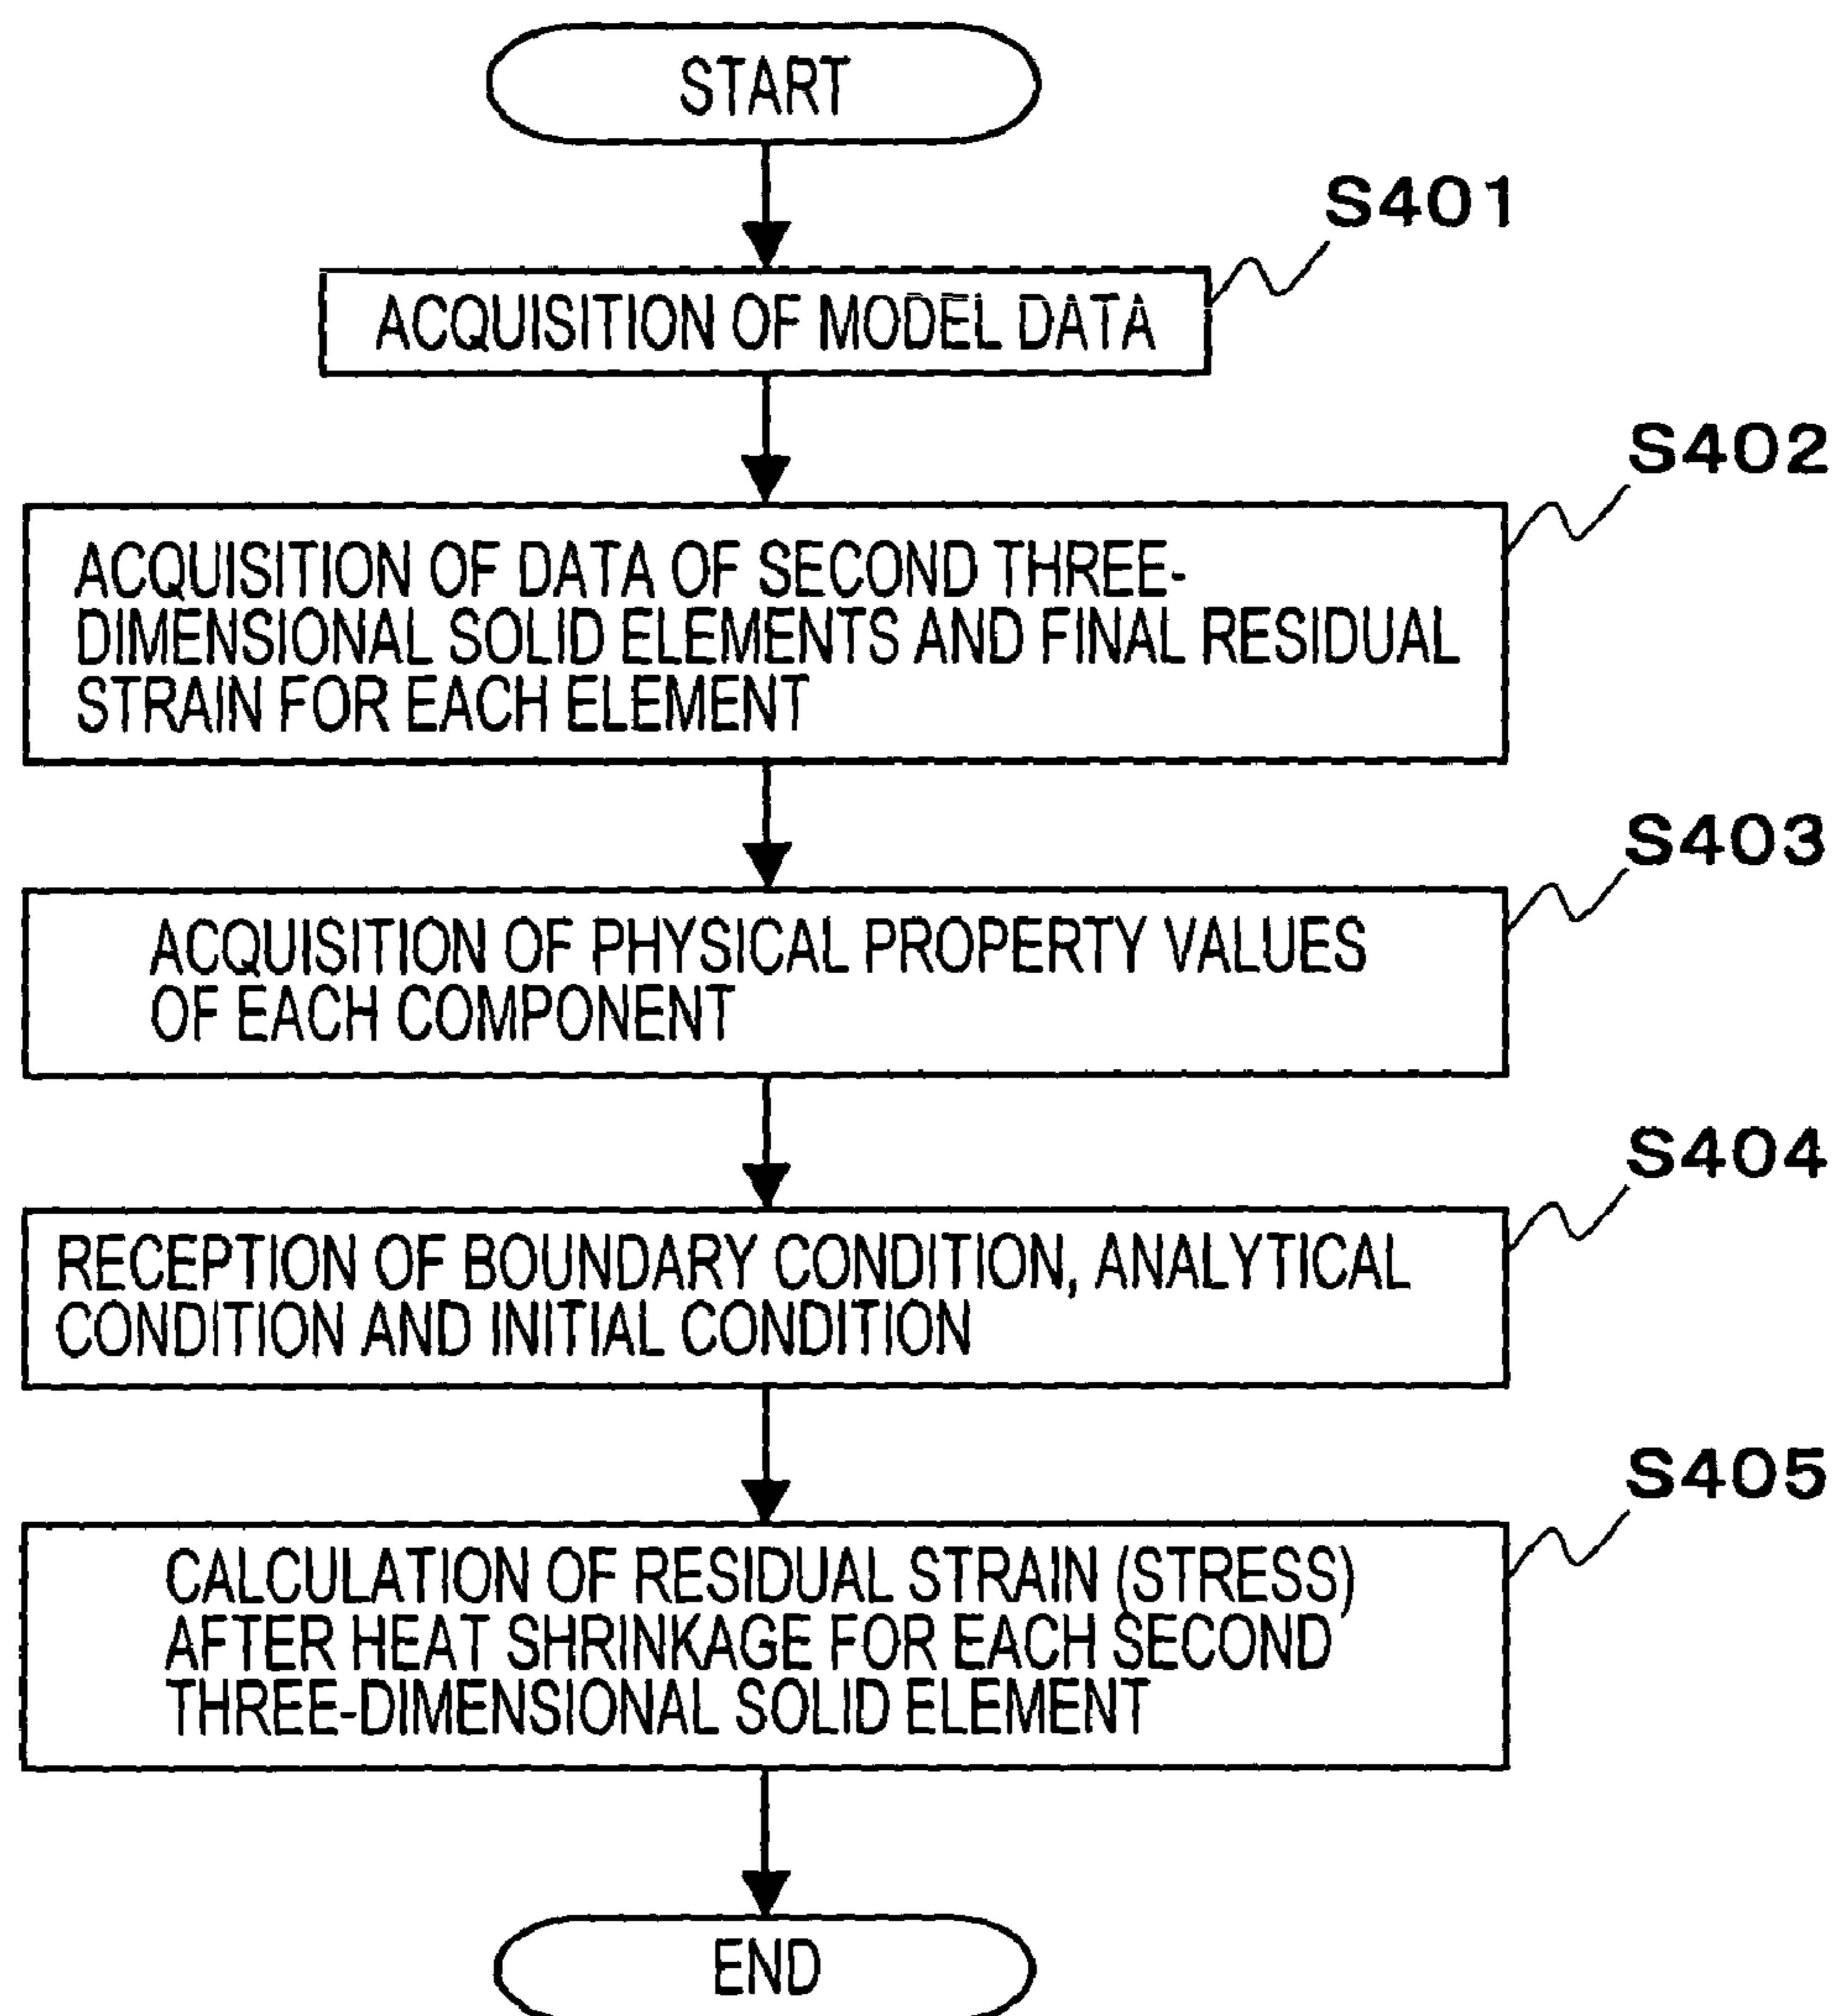 START
S401
ACQUISITION OF MODEL DATA
S402
ACQUISITION OF DATA OF SECOND THREE-
DIMENSIONAL SOLID ELEMENTS AND FINAL RESIDUAL
STRAIN FOR EACH ELEMENT
S403
ACQUISITION OF PHYSICAL PROPERTY VALUES
OF EACH COMPONENT
S404
RECEPTION OF BOUNDARY CONDITION, ANALYTICAL
CONDITION AND INITIAL CONDITION
S405
CALCULATION OF RESIDUAL STRAIN (STRESS)
AFTER HEAT SHRINKAGE FOR EACH SECOND
THREE-DIMENSIONAL SOLID ELEMENT
END